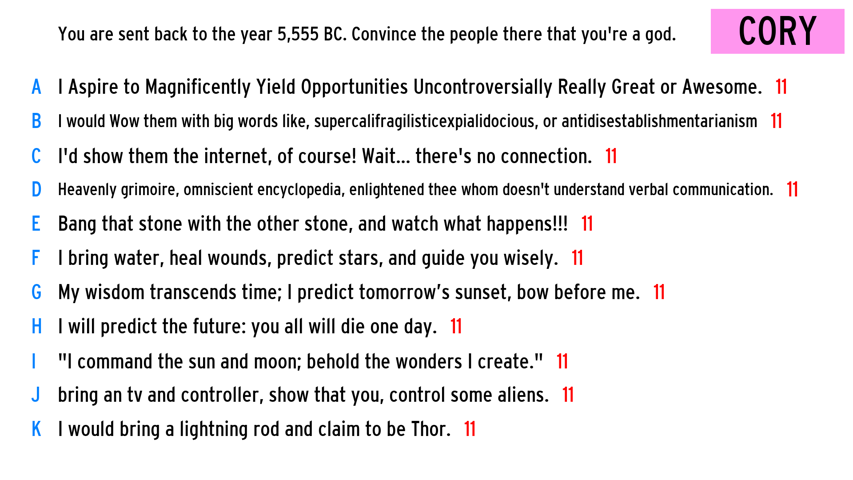 You are sent back to the year 5,555 BC. Convince the people there that you're a god.
CORY
A I Aspire to Magnificently Yield Opportunities Uncontroversially Really Great or Awesome. 11
B I would Wow them with big words like, supercalifragilisticexpialidocious, or antidisestablishmentarianism 11
C I'd show them the internet, of course! Wait... there's no connection. 11
D Heavenly grimoire, omniscient encyclopedia, enlightened thee whom doesn't understand verbal communication. 11
E Bang that stone with the other stone, and watch what happens!!! 11
F I bring water, heal wounds, predict stars, and guide you wisely. 11
G My wisdom transcends time; I predict tomorrow’s sunset, bow before me. 11
H I will predict the future: you all will die one day. 11
I "I command the sun and moon; behold the wonders I create." 11
J bring an tv and controller, show that you, control some aliens. 11
K I would bring a lightning rod and claim to be Thor. 11